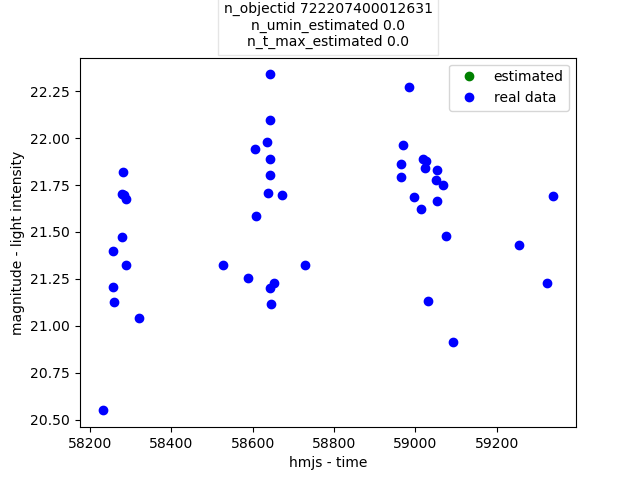 n_objectid 722207400012631
n_umin_estimated 0.0
n_t_max_estimated 0.0
estimated
real data
magnitude - light intensity
22.25
22.00
21.75
21.50
21.25
21.00
20.75
20.50
58200 58400 58600 58800 59000 59200
hmjs - time